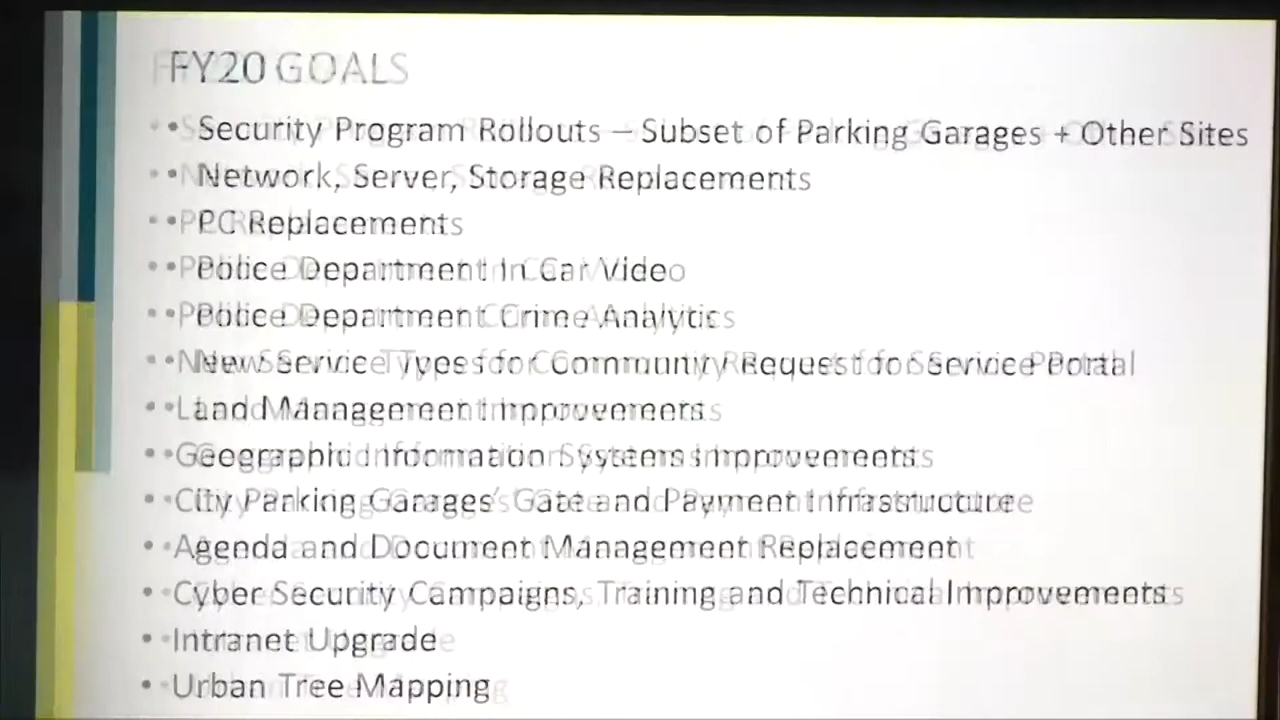 FY20 GOALS
• Security Program Rollouts – Subset of Parking Garages + Other Sites
• Network, Server, Storage Replacements
• PC Replacements
• Police Department In Car Video
• Police Department Crime Analytics
• New Service Types for Community Request for Service Portal
• Land Management Improvements
• Geographic Information Systems Improvements
• City Parking Garages’ Gate and Payment Infrastructure
• Agenda and Document Management Replacement
• Cyber Security Campaigns, Training and Technical Improvements
• Intranet Upgrade
• Urban Tree Mapping